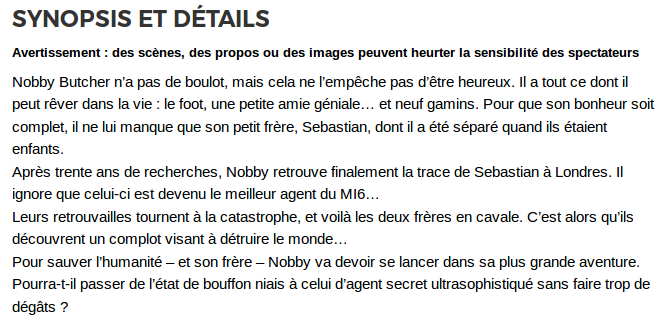 SYNOPSIS ET DÉTAILS
Avertissement : des scènes, des propos ou des images peuvent heurter la sensibilité des spectateurs
Nobby Butcher n’a pas de boulot, mais cela ne l’empêche pas d’être heureux. Il a tout ce dont il
peut rêver dans la vie : le foot, une petite amie géniale… et neuf gamins. Pour que son bonheur soit
complet, il ne lui manque que son petit frère, Sebastian, dont il a été séparé quand ils étaient
enfants.
Après trente ans de recherches, Nobby retrouve finalement la trace de Sebastian à Londres. Il
ignore que celui-ci est devenu le meilleur agent du MI6…
Leurs retrouvailles tournent à la catastrophe, et voilà les deux frères en cavale. C’est alors qu’ils
découvrent un complot visant à détruire le monde…
Pour sauver l’humanité – et son frère – Nobby va devoir se lancer dans sa plus grande aventure.
Pourra-t-il passer de l’état de bouffon niais à celui d’agent secret ultrasophistiqué sans faire trop de
dégâts ?